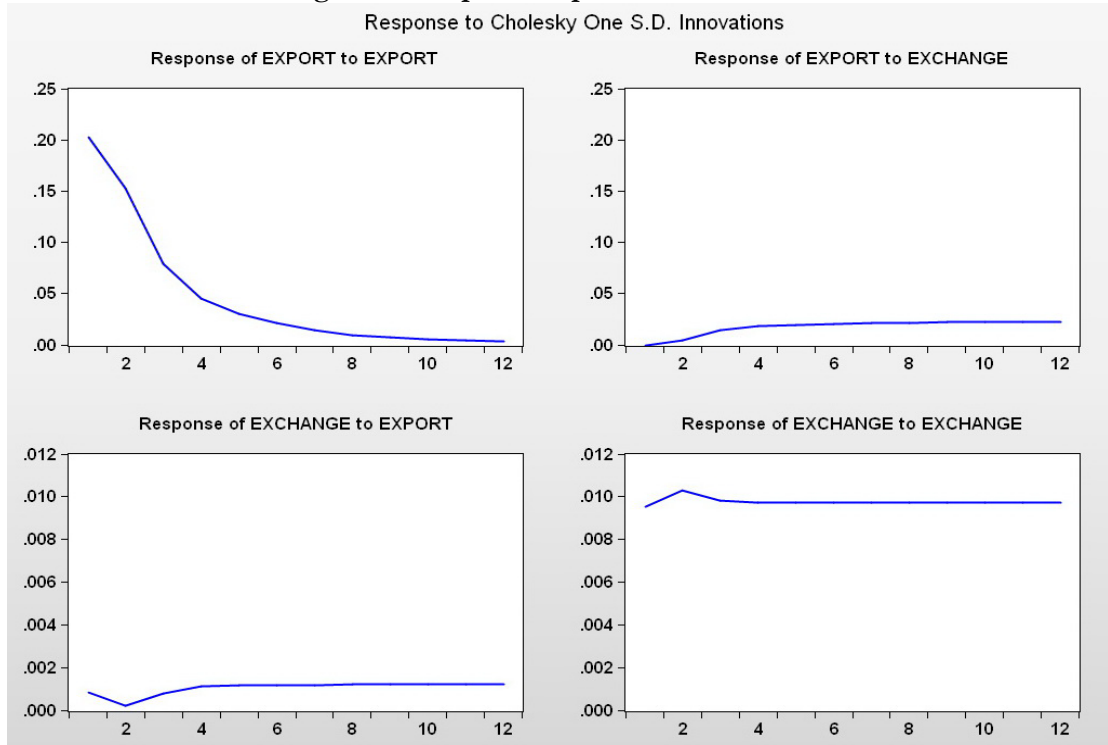 Response to Cholesky One S.D. Innovations
Response of EXPORT to EXPORT
.25
.20
.15
.10
.05
.00
2 4 6 8 10 12
Response of EXPORT to EXCHANGE
.25
.20
.15
.10
.05
.00
2 4 6 8 10 12
Response of EXCHANGE to EXPORT
.012
.010
.008
.006
.004
.002
.000
2 4 6 8 10 12
Response of EXCHANGE to EXCHANGE
.012
.010
.008
.006
.004
.002
.000
2 4 6 8 10 12